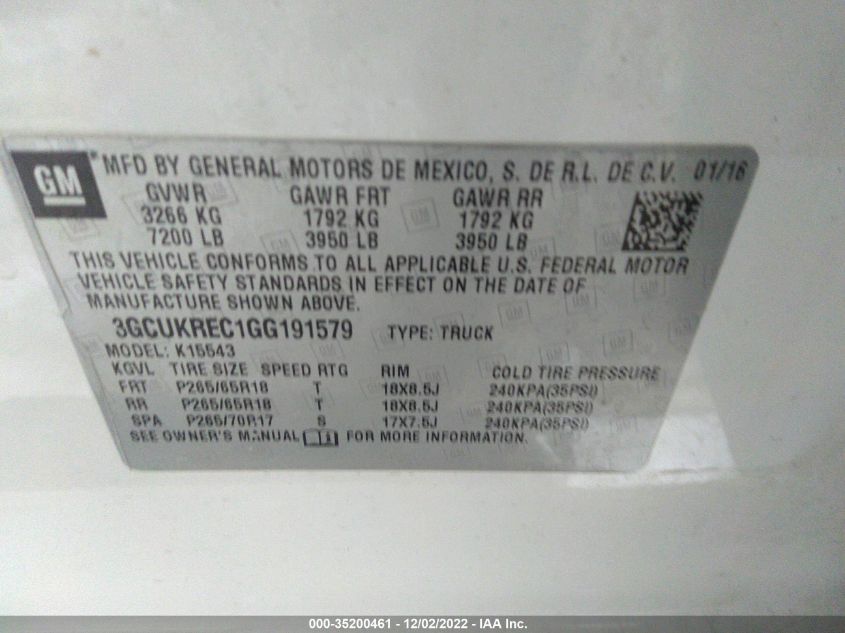 GM MFD BY GENERAL MOTORS DE MEXICO, S. DE R.L. DE C.V. 01/16
GVWR GAWR FRT GAWR RR
3266 KG 1792 KG 1792 KG
7200 LB 3950 LB 3950 LB
THIS VEHICLE CONFORMS TO ALL APPLICABLE U.S. FEDERAL MOTOR
VEHICLE SAFETY STANDARDS IN EFFECT ON THE DATE OF
MANUFACTURE SHOWN ABOVE.
3GCUKREC1GG191579 TYPE: TRUCK
MODEL: K15543
KGVL TIRE SIZE SPEED RTG RIM COLD TIRE PRESSURE
FRT P265/65R18 T 18X8.5J 240KPA(35PSI)
RR P265/65R18 T 18X8.5J 240KPA(35PSI)
SPA P265/70R17 S 17X7.5J 240KPA(35PSI)
SEE OWNER'S MANUAL FOR MORE INFORMATION.
000-35200461 - 12/02/2022 - IAA Inc.